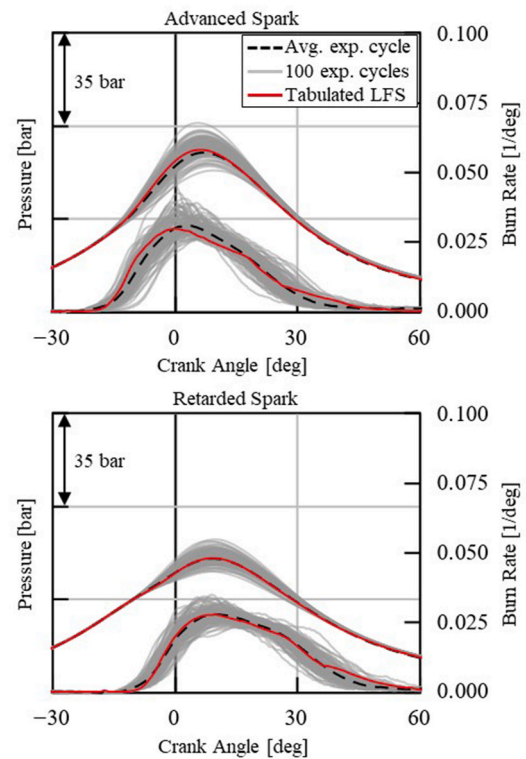 Advanced Spark
Avg. exp. cycle
100 exp. cycles
Tabulated LFS
35 bar
Pressure [bar]
Burn Rate [1/deg]
0.100
0.075
0.050
0.025
0.000
−30 0 30 60
Crank Angle [deg]
Retarded Spark
35 bar
Pressure [bar]
Burn Rate [1/deg]
0.100
0.075
0.050
0.025
0.000
−30 0 30 60
Crank Angle [deg]